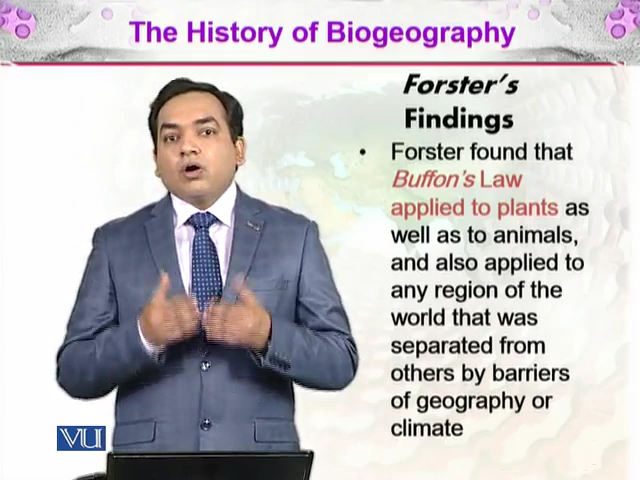 The History of Biogeography
Forster's
Findings
• Forster found that
Buffon's Law
applied to plants as
well as to animals,
and also applied to
any region of the
world that was
separated from
others by barriers
of geography or
climate
VU